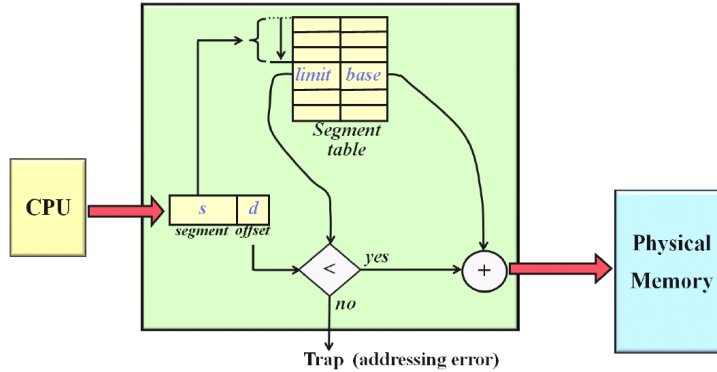 limit base
Segment
table
CPU
s d
segment offset
< yes +
no
Physical
Memory
Trap (addressing error)